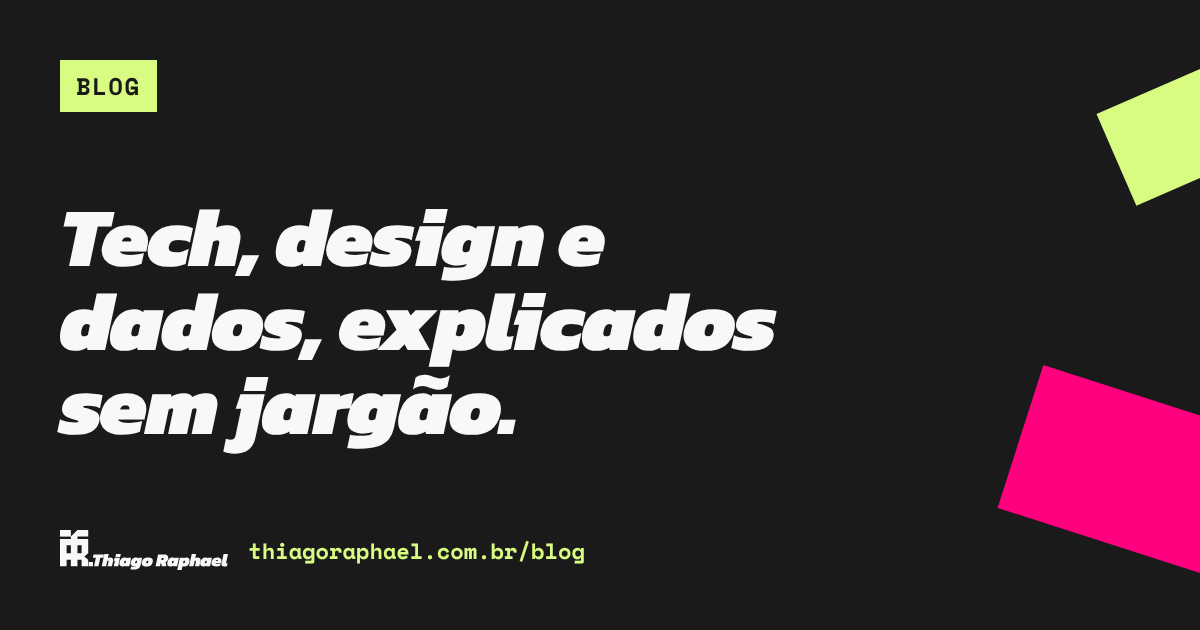 BLOG
Tech, design e
dados, explicados
sem jargão.
.Thiago Raphael
thiagoraphael.com.br/blog